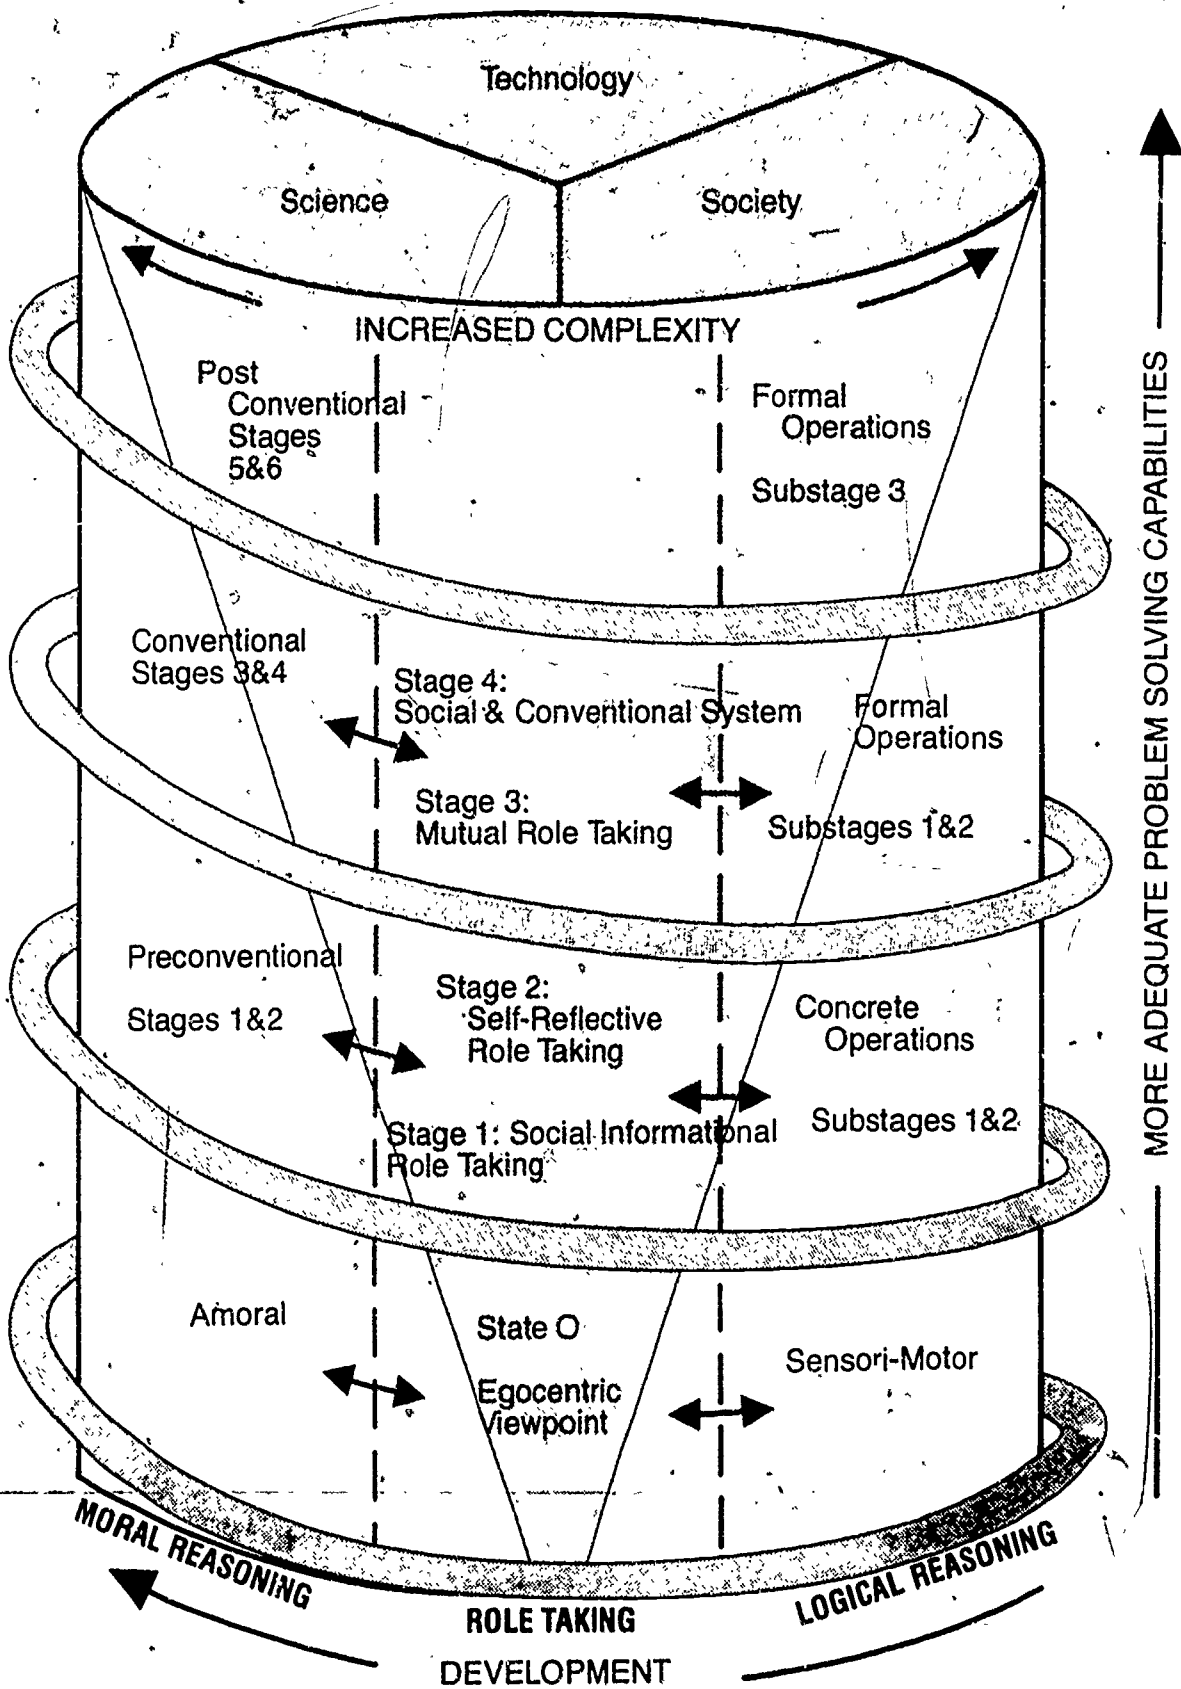 Technology
Science
Society
INCREASED COMPLEXITY
Post
Conventional
Stages
5&6
Formal
Operations
Substage 3
Conventional
Stages 3&4
Stage 4:
Social & Conventional System
Stage 3:
Mutual Role Taking
Formal
Operations
Substages 1&2
Preconventional
Stages 1&2
Stage 2:
Self-Reflective
Role Taking
Stage 1: Social Informational
Role Taking
Concrete
Operations
Substages 1&2
Amoral
State O
Egocentric
Viewpoint
Sensori-Motor
MORAL REASONING
ROLE TAKING
LOGICAL REASONING
DEVELOPMENT
MORE ADEQUATE PROBLEM SOLVING CAPABILITIES